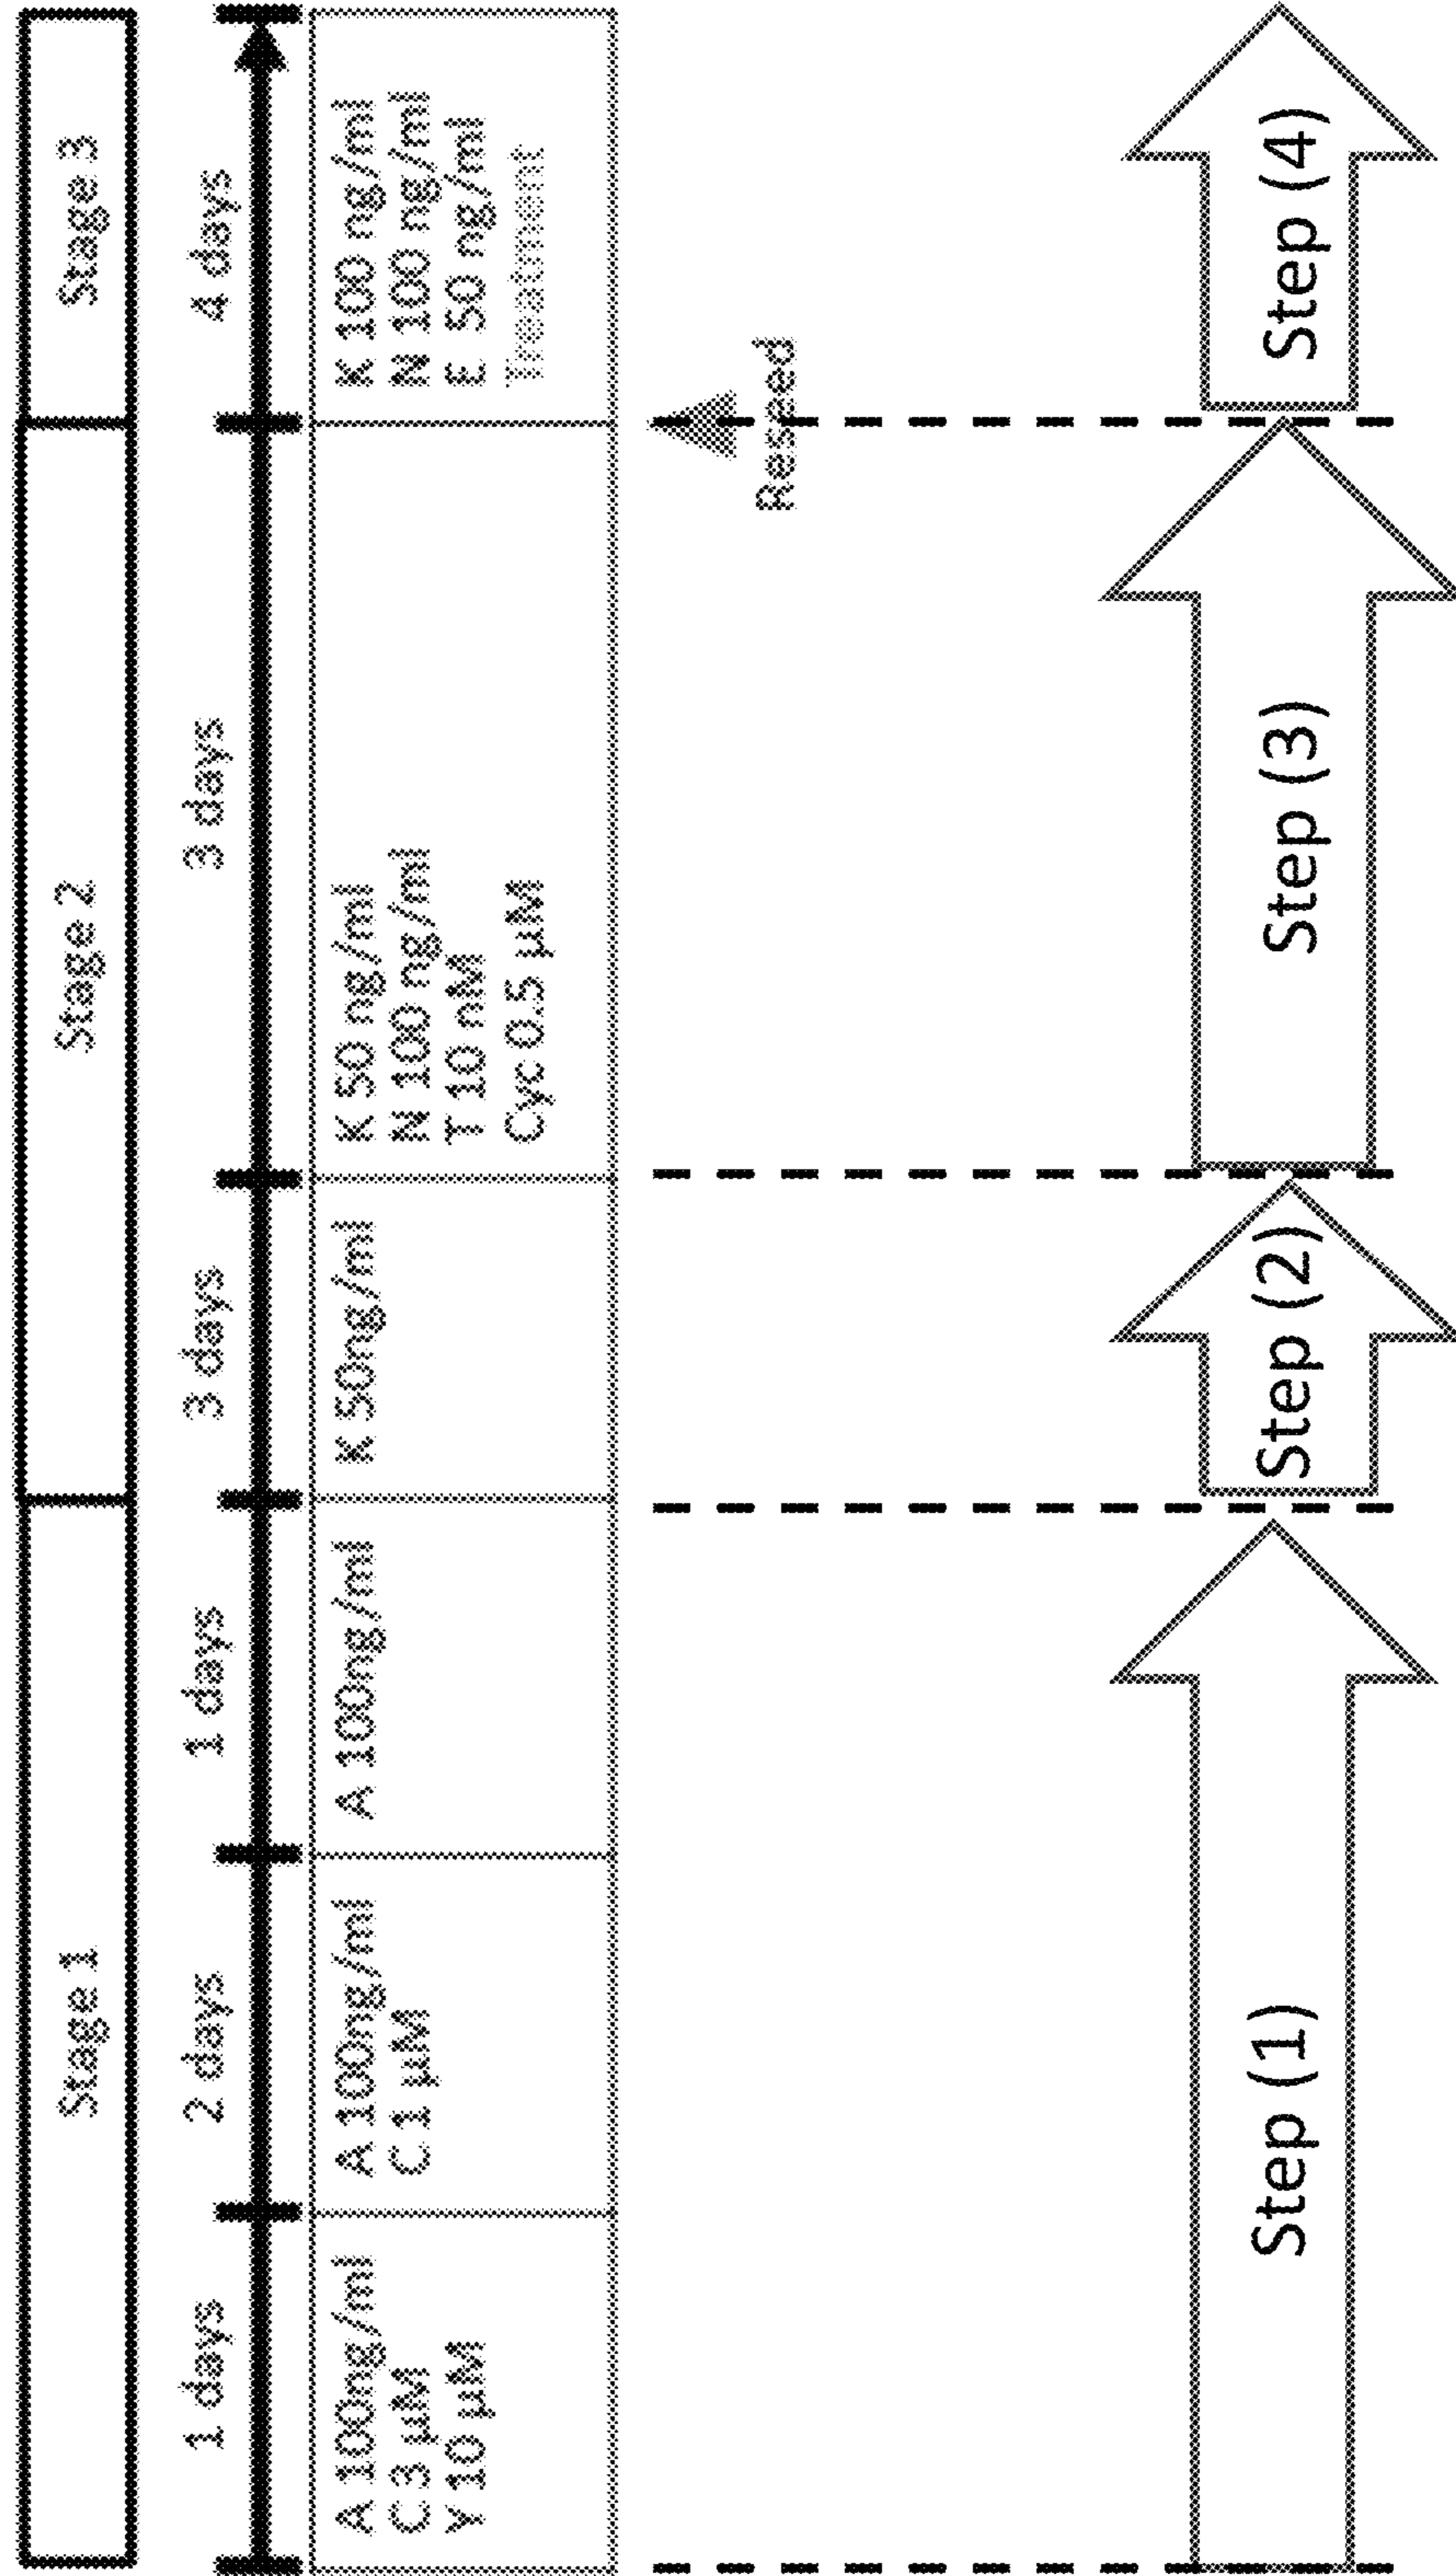 Stage 1
Stage 2
Stage 3
1 days
2 days
1 days
3 days
3 days
4 days
A 100ng/ml
C 3 µM
Y 10 µM
A 100ng/ml
C 1 µM
A 100ng/ml
K 50ng/ml
K 50 ng/ml
N 100 ng/ml
T 10 nM
Cyc 0.5 µM
K 100 ng/ml
N 100 ng/ml
E 50 ng/ml
Treatment
Reseed
Step (1)
Step (2)
Step (3)
Step (4)